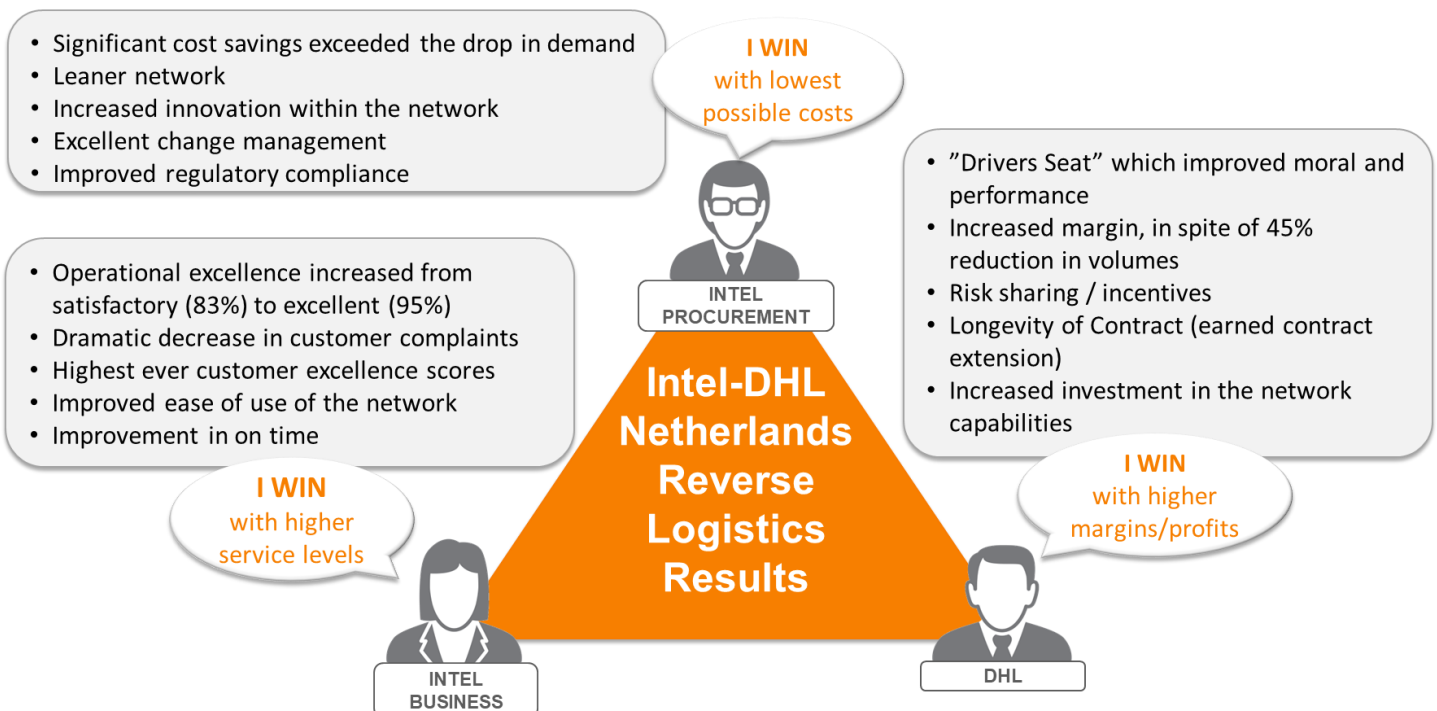 • Significant cost savings exceeded the drop in demand
• Leaner network
• Increased innovation within the network
• Excellent change management
• Improved regulatory compliance
I WIN
with lowest
possible costs
• ”Drivers Seat” which improved moral and
performance
• Increased margin, in spite of 45%
reduction in volumes
• Risk sharing / incentives
• Longevity of Contract (earned contract
extension)
• Increased investment in the network
capabilities
• Operational excellence increased from
satisfactory (83%) to excellent (95%)
• Dramatic decrease in customer complaints
• Highest ever customer excellence scores
• Improved ease of use of the network
• Improvement in on time
INTEL
PROCUREMENT
Intel-DHL
Netherlands
Reverse
Logistics
Results
I WIN
with higher
service levels
I WIN
with higher
margins/profits
INTEL
BUSINESS
DHL